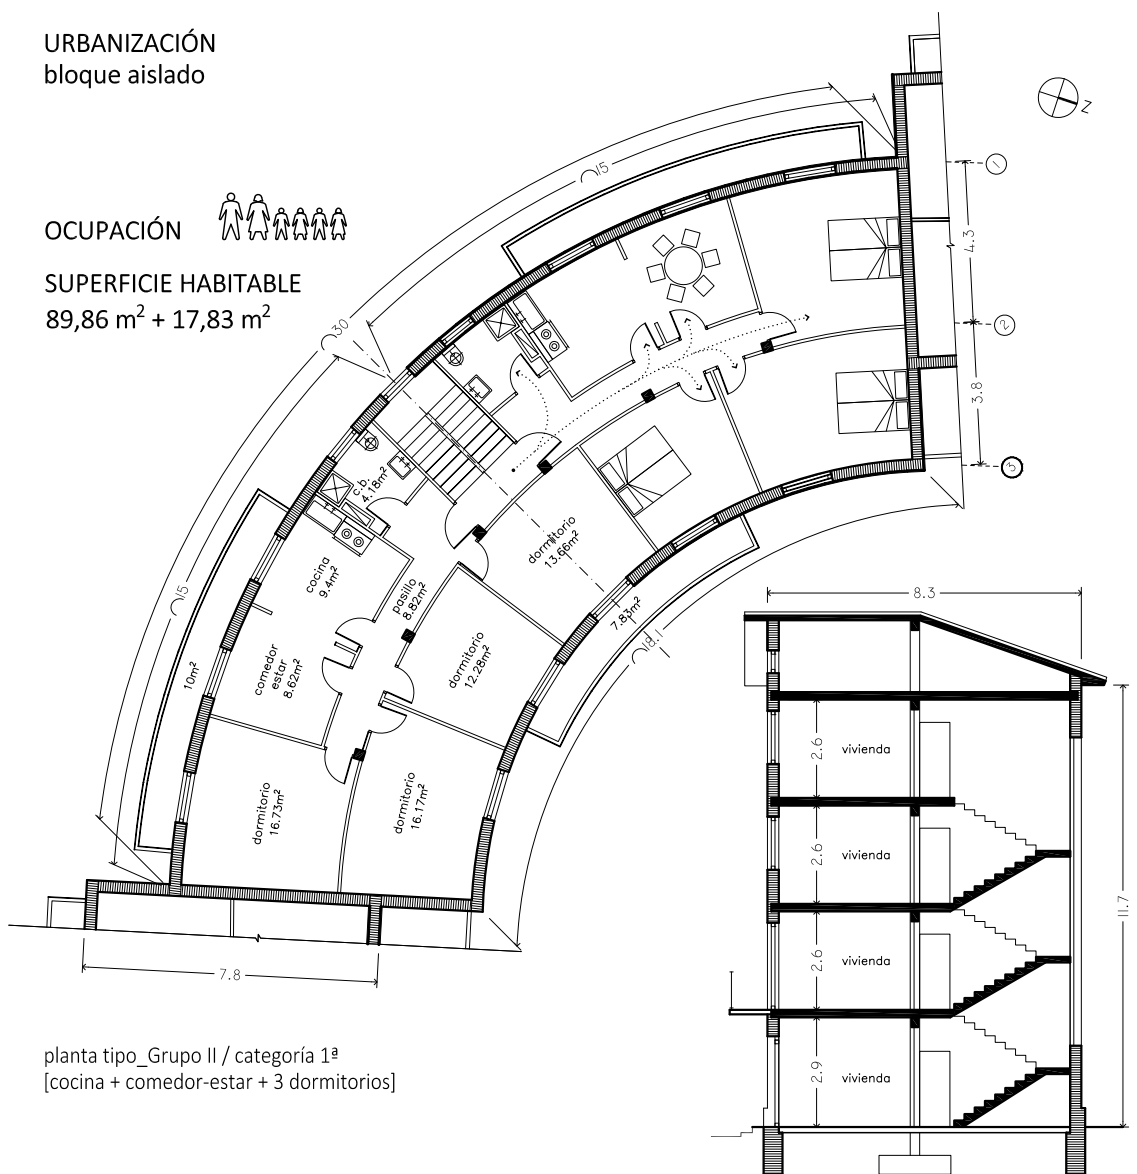 URBANIZACIÓN
bloque aislado
OCUPACIÓN
SUPERFICIE HABITABLE
89,86 m² + 17,83 m²
Z
1
2
3
4.3
3.8
15
30
15
18.1
c.b.
4.18m²
cocina
9.4m²
pasillo
8.82m²
comedor
estar
8.62m²
10m²
dormitorio
13.66m²
7.83m²
dormitorio
12.28m²
dormitorio
16.73m²
dormitorio
16.17m²
7.8
8.3
2.6
vivienda
2.6
vivienda
2.6
vivienda
2.9
vivienda
11.7
planta tipo_Grupo II / categoría 1ª
[cocina + comedor-estar + 3 dormitorios]